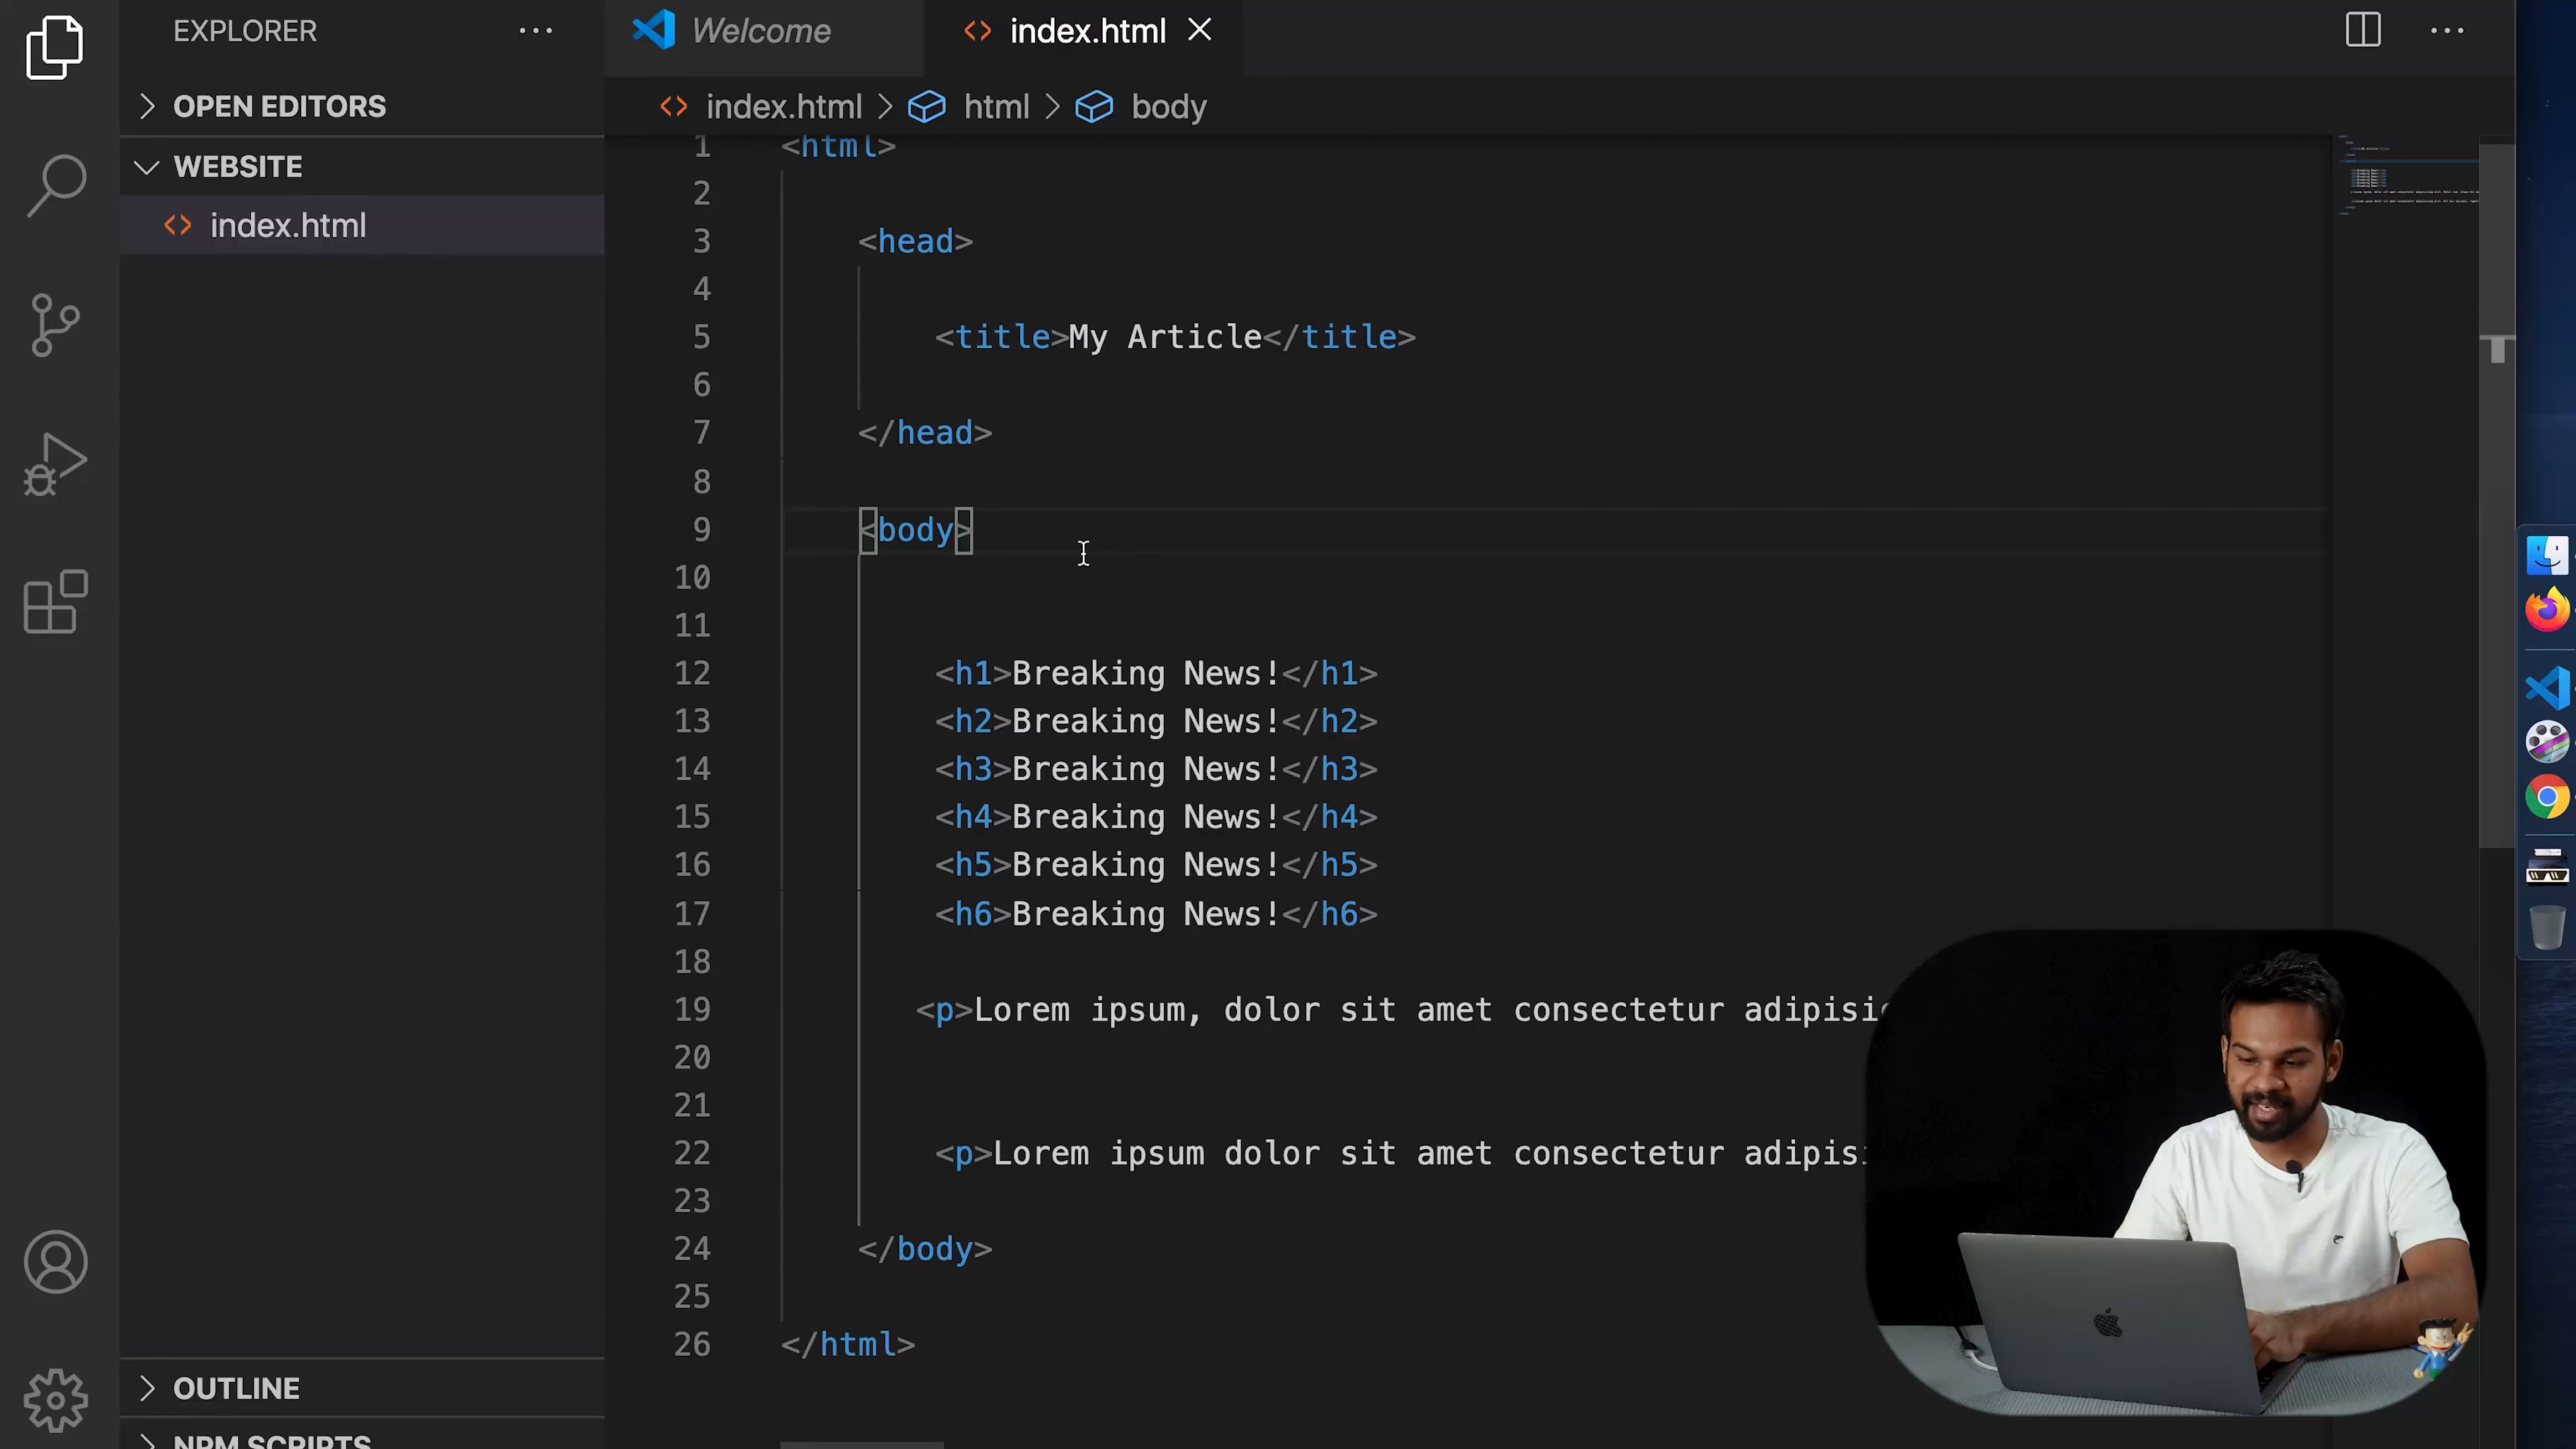 EXPLORER
Welcome
index.html
OPEN EDITORS
index.html > html > body
WEBSITE
index.html
1 <html>
2
3 <head>
4
5 <title>My Article</title>
6
7 </head>
8
9 <body>
10
11
12 <h1>Breaking News!</h1>
13 <h2>Breaking News!</h2>
14 <h3>Breaking News!</h3>
15 <h4>Breaking News!</h4>
16 <h5>Breaking News!</h5>
17 <h6>Breaking News!</h6>
18
19 <p>Lorem ipsum, dolor sit amet consectetur adipisic
20
21
22 <p>Lorem ipsum dolor sit amet consectetur adipisi
23
24 </body>
25
26 </html>
OUTLINE
NPM SCRIPTS